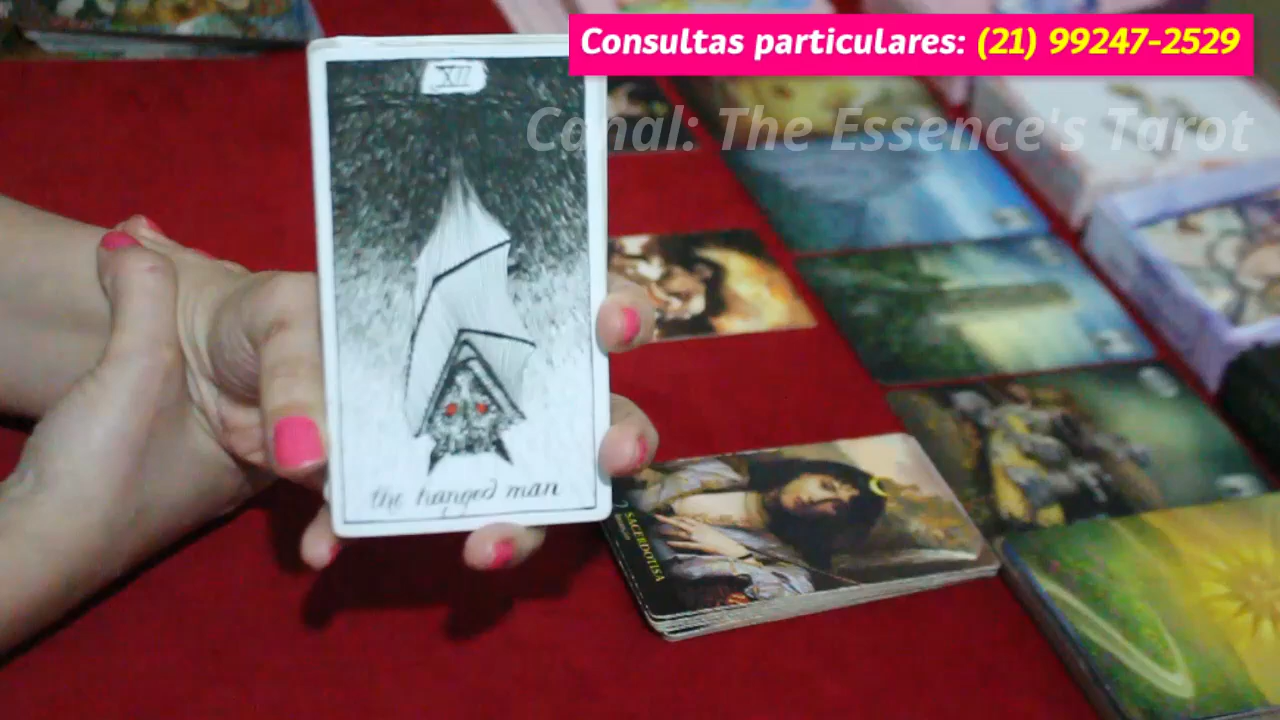 Consultas particulares: (21) 99247-2529
Canal: The Essence's Tarot
XII
the hanged man
SACERDOTISA